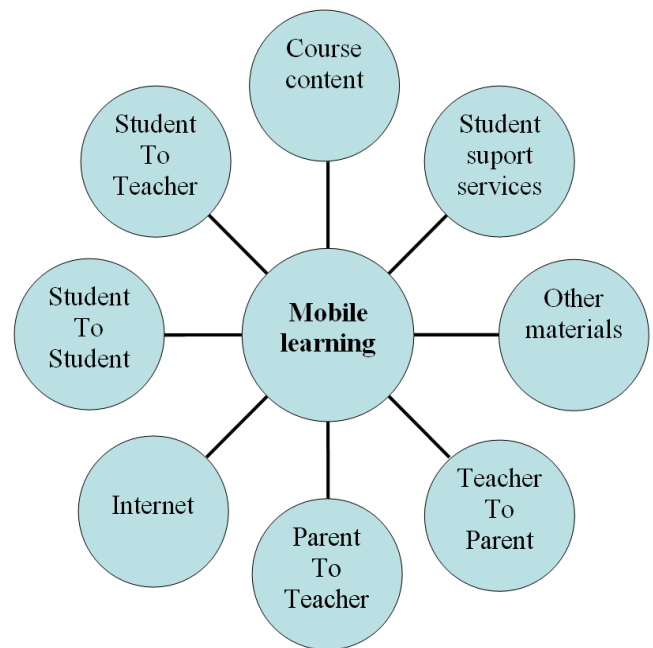 Course
content
Student
To
Teacher
Student
suport
services
Student
To
Student
Mobile
learning
Other
materials
Internet
Teacher
To
Parent
Parent
To
Teacher